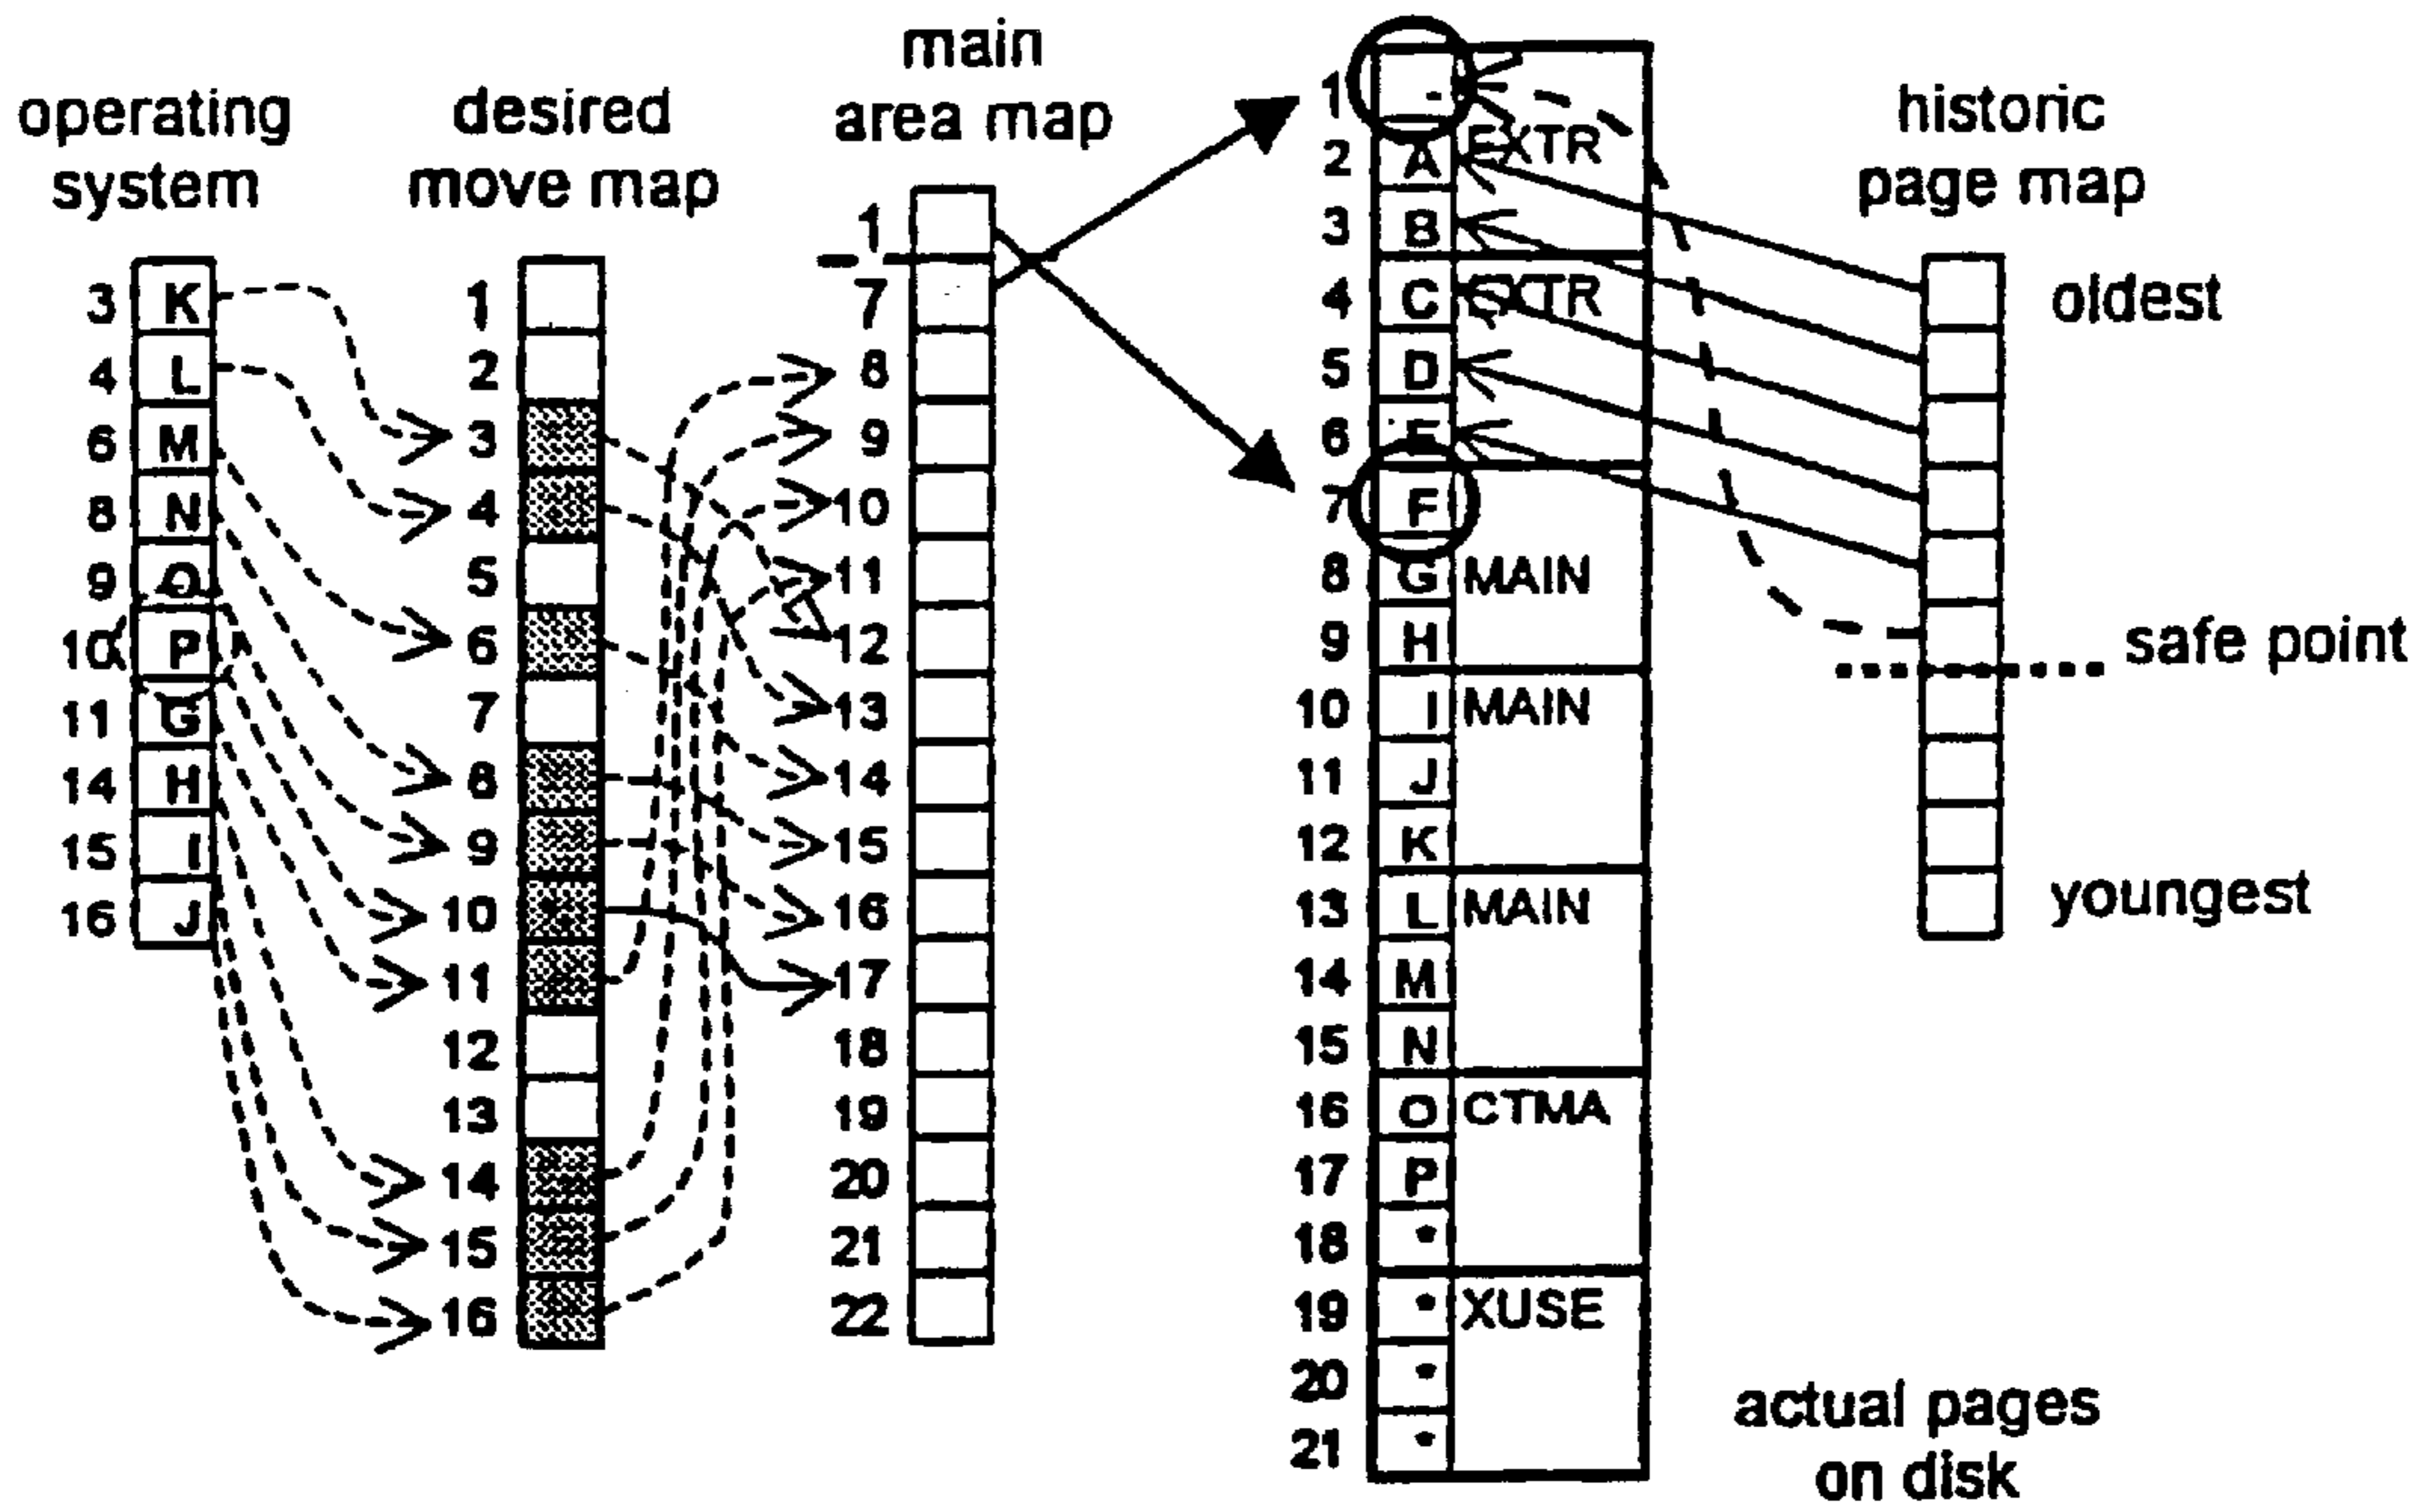 operating
system
3 K
4 L
6 M
8 N
9 O
10 P
11 G
14 H
15 I
16 J
desired
move map
1
2
3
4
5
6
7
8
9
10
11
12
13
14
15
16
main
area map
1
7
8
9
10
11
12
13
14
15
16
17
18
19
20
21
22
1
2 A EXTR
3 B
4 C EXTR
5 D
6 E
7 F
8 G MAIN
9 H
10 I MAIN
11 J
12 K
13 L MAIN
14 M
15 N
16 O CTMA
17 P
18
19 XUSE
20
21
actual pages
on disk
historic
page map
oldest
safe point
youngest